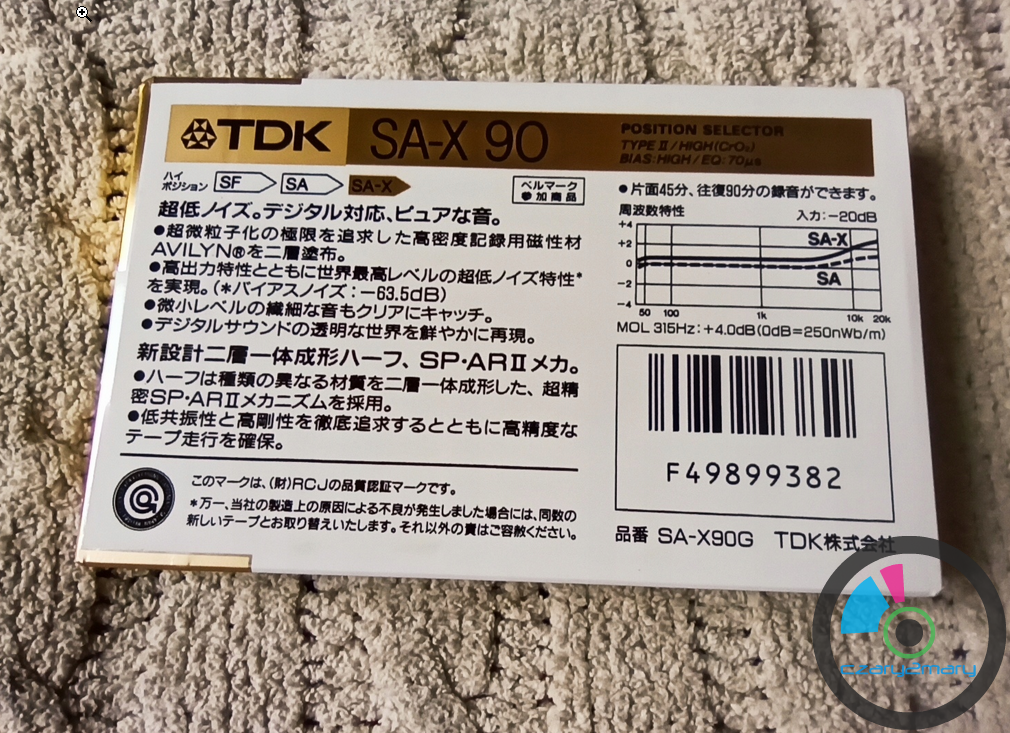 TDK SA-X 90
POSITION SELECTOR
TYPE II/HIGH(CrO₂)
BIAS:HIGH/EQ:70μs
ハイポジション SF SA SA-X
ベルマーク
参加商品
超低ノイズ。デジタル対応、ピュアな音。
●超微粒子化の極限を追求した高密度記録用磁性材
AVILYN®を二層塗布。
●高出力特性とともに世界最高レベルの超低ノイズ特性*
を実現。(*バイアスノイズ:−63.5dB)
●微小レベルの繊細な音もクリアにキャッチ。
●デジタルサウンドの透明な世界を鮮やかに再現。
新設計二層一体成形ハーフ、SP·ARⅡメカ。
●ハーフは種類の異なる材質を二層一体成形した、超精
密SP·ARⅡメカニズムを採用。
●低共振性と高剛性を徹底追求するとともに高精度な
テープ走行を確保。
このマークは、(財)RCJの品質認証マークです。
*万一、当社の製造上の原因による不良が発生しました場合には、同数の
新しいテープとお取り替えいたします。それ以外の責はご容赦ください。
●片面45分、往復90分の録音ができます。
周波数特性 入力:−20dB
+4
+2
0
−2
−4
SA-X
SA
50 100 1k 10k 20k
MOL 315Hz:+4.0dB(0dB=250nWb/m)
F49899382
品番 SA-X90G TDK株式会社
czary2mary